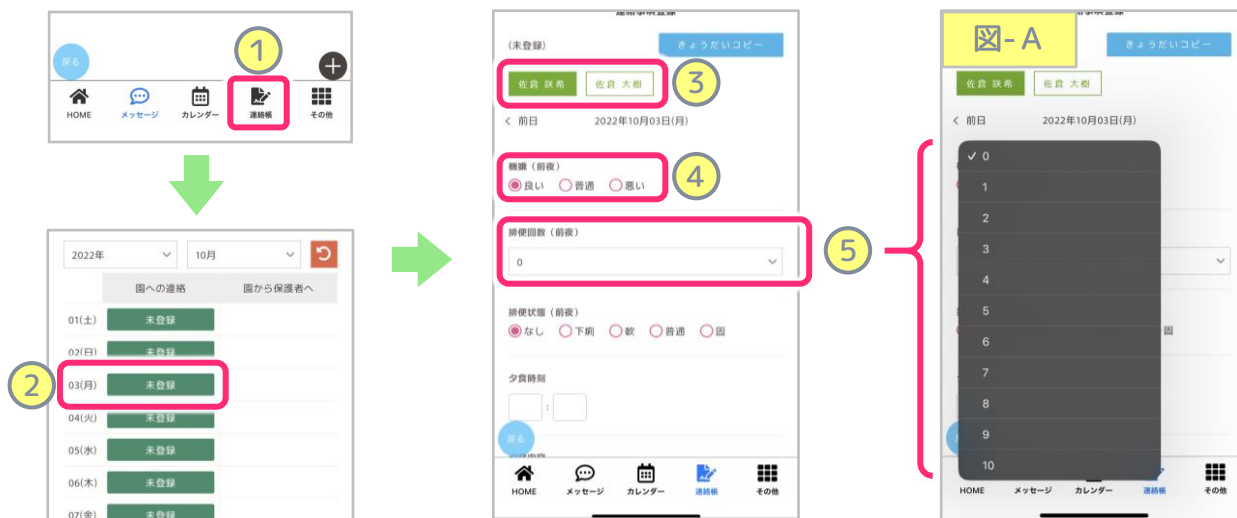 戻る
1
HOME
メッセージ
カレンダー
連絡帳
その他
2022年
10月
園への連絡
園から保護者へ
01(土)
未登録
02(日)
未登録
2
03(月)
未登録
04(火)
未登録
05(水)
未登録
06(木)
未登録
07(金)
未登録
連絡事項登録
(未登録)
きょうだいコピー
佐倉 咲希
佐倉 大樹
3
< 前日
2022年10月03日(月)
機嫌（前夜）
良い
普通
悪い
4
排便回数（前夜）
0
5
排便状態（前夜）
なし
下痢
軟
普通
固
夕食時刻
:
戻る
HOME
メッセージ
カレンダー
連絡帳
その他
図-A
きょうだいコピー
佐倉 咲希
佐倉 大樹
< 前日
2022年10月03日(月)
✓ 0
1
2
3
4
5
6
固
7
8
9
10
HOME
メッセージ
カレンダー
連絡帳
その他